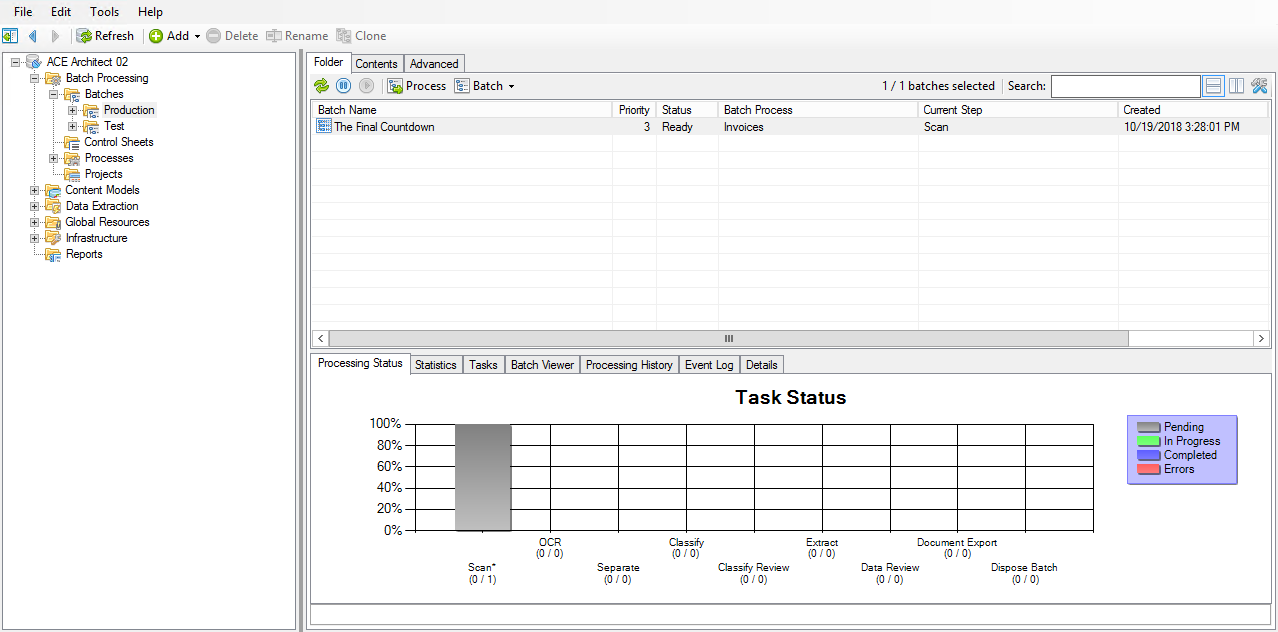 File Edit Tools Help
Refresh Add Delete Rename Clone
ACE Architect 02
Batch Processing
Batches
Production
Test
Control Sheets
Processes
Projects
Content Models
Data Extraction
Global Resources
Infrastructure
Reports
Folder Contents Advanced
Process Batch 1 / 1 batches selected Search:
Batch Name Priority Status Batch Process Current Step Created
The Final Countdown 3 Ready Invoices Scan 10/19/2018 3:28:01 PM
Processing Status Statistics Tasks Batch Viewer Processing History Event Log Details
Task Status
100%
80%
60%
40%
20%
0%
OCR Classify Extract Document Export
(0 / 0) (0 / 0) (0 / 0) (0 / 0)
Scan* Separate Classify Review Data Review Dispose Batch
(0 / 1) (0 / 0) (0 / 0) (0 / 0) (0 / 0)
Pending
In Progress
Completed
Errors